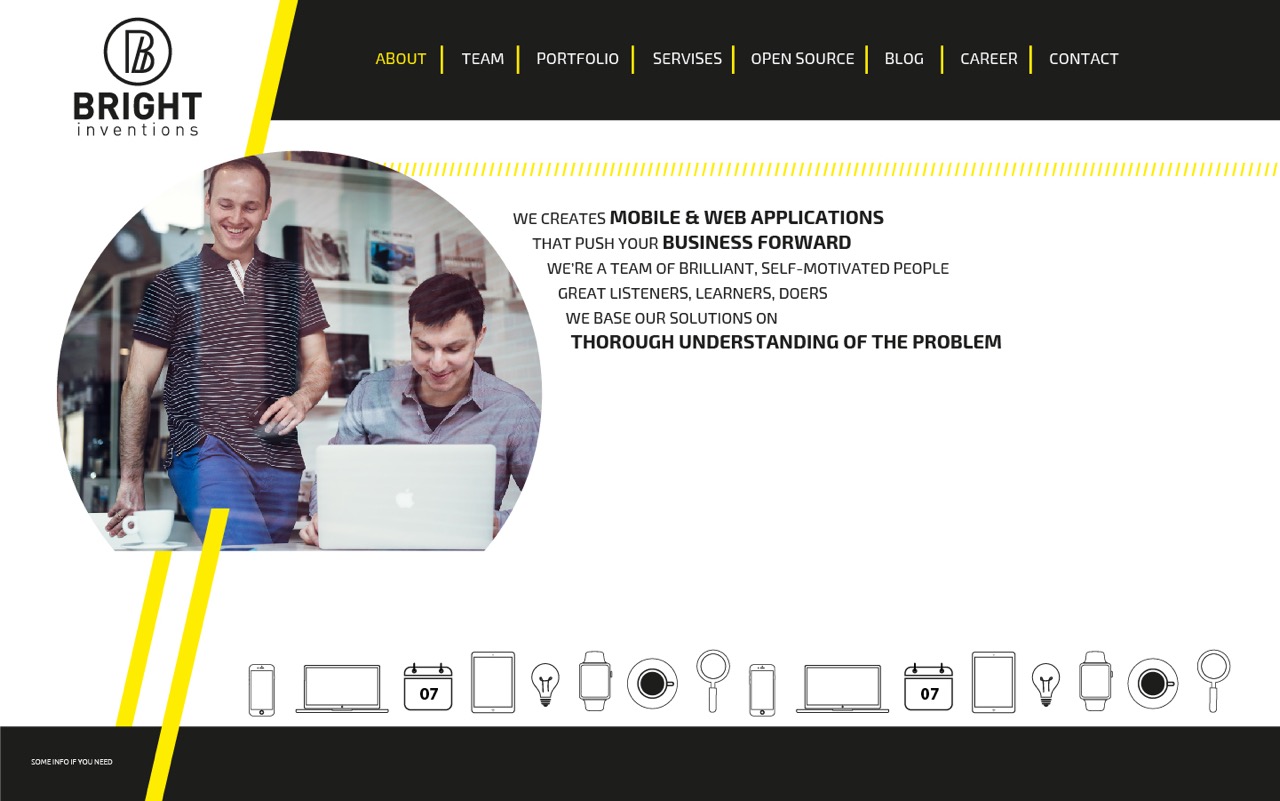 BRIGHT
inventions
ABOUT TEAM PORTFOLIO SERVISES OPEN SOURCE BLOG CAREER CONTACT
WE CREATES MOBILE & WEB APPLICATIONS
THAT PUSH YOUR BUSINESS FORWARD
WE'RE A TEAM OF BRILLIANT, SELF-MOTIVATED PEOPLE
GREAT LISTENERS, LEARNERS, DOERS
WE BASE OUR SOLUTIONS ON
THOROUGH UNDERSTANDING OF THE PROBLEM
07 07
SOME INFO IF YOU NEED